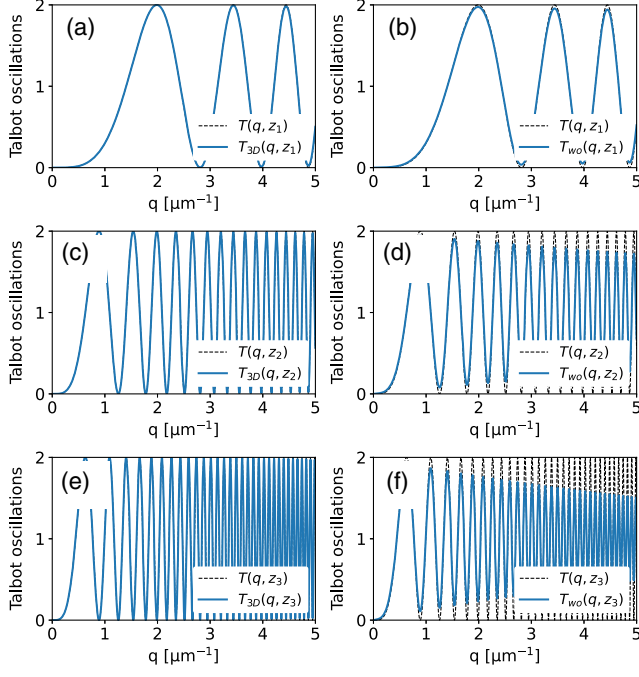 (a)
Talbot oscillations
2
1
0
T(q, z₁)
T₃D(q, z₁)
0 1 2 3 4 5
q [μm⁻¹]
(b)
Talbot oscillations
2
1
0
T(q, z₁)
Twₒ(q, z₁)
0 1 2 3 4 5
q [μm⁻¹]
(c)
Talbot oscillations
2
1
0
T(q, z₂)
T₃D(q, z₂)
0 1 2 3 4 5
q [μm⁻¹]
(d)
Talbot oscillations
2
1
0
T(q, z₂)
Twₒ(q, z₂)
0 1 2 3 4 5
q [μm⁻¹]
(e)
Talbot oscillations
2
1
0
T(q, z₃)
T₃D(q, z₃)
0 1 2 3 4 5
q [μm⁻¹]
(f)
Talbot oscillations
2
1
0
T(q, z₃)
Twₒ(q, z₃)
0 1 2 3 4 5
q [μm⁻¹]